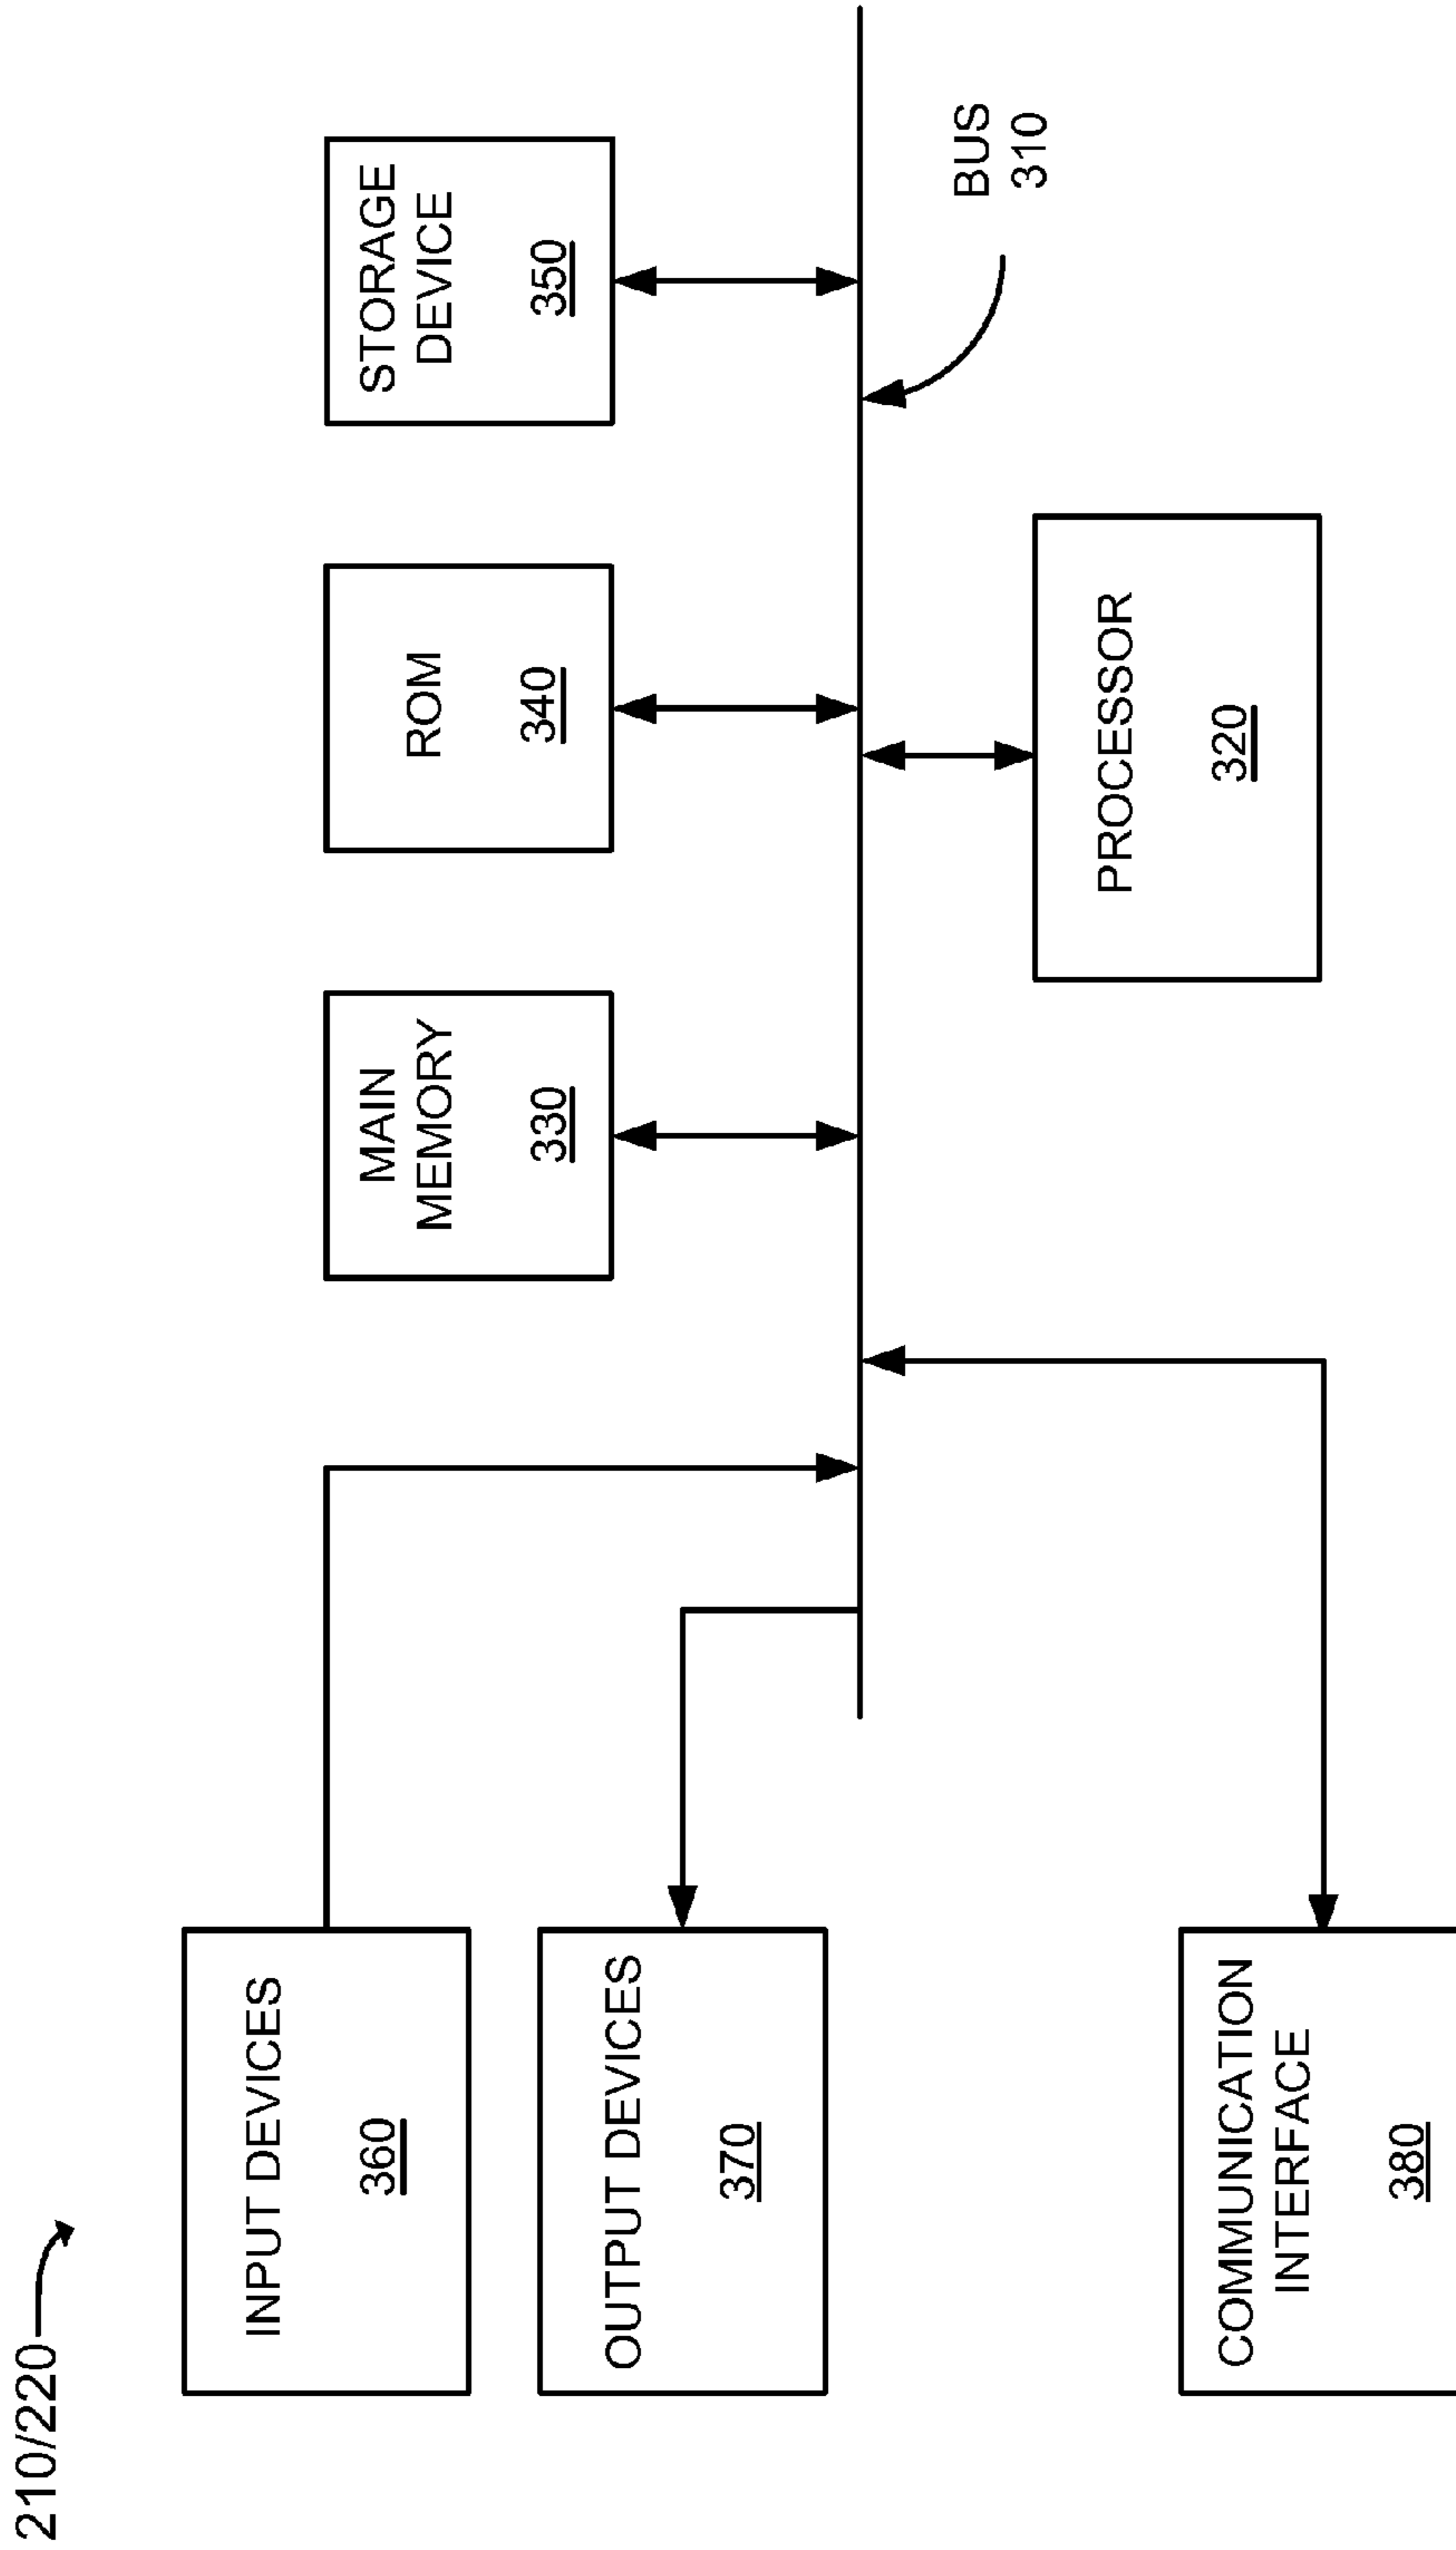 210/220
INPUT DEVICES
360
OUTPUT DEVICES
370
COMMUNICATION
INTERFACE
380
MAIN
MEMORY
330
ROM
340
STORAGE
DEVICE
350
PROCESSOR
320
BUS
310